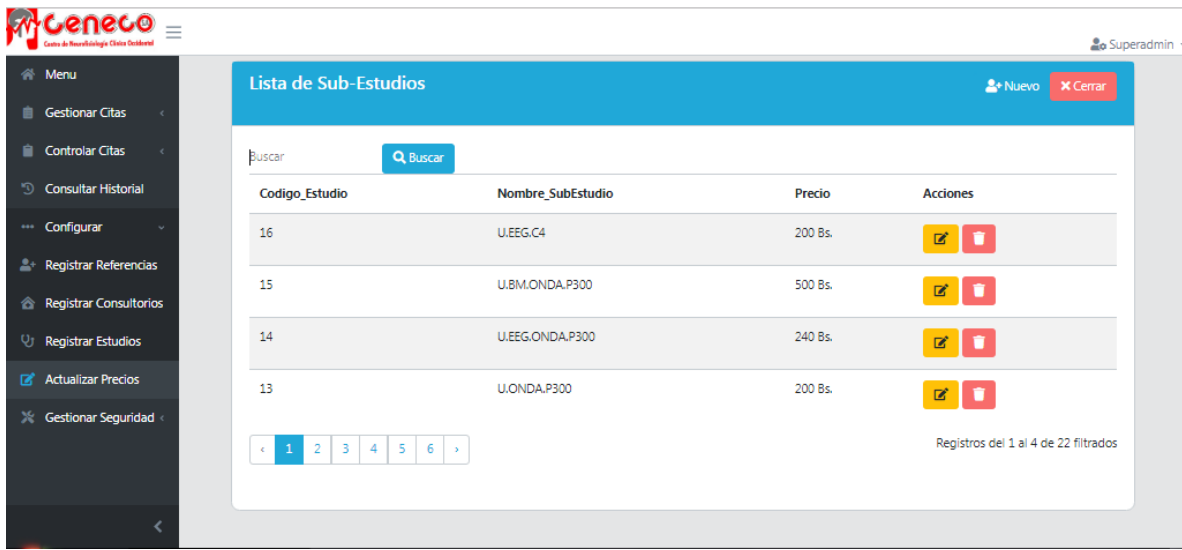 Ceneco
Centro de Neurofisiología Clínica Occidental
Superadmin
Menu
Gestionar Citas
Controlar Citas
Consultar Historial
Configurar
Registrar Referencias
Registrar Consultorios
Registrar Estudios
Actualizar Precios
Gestionar Seguridad
Lista de Sub-Estudios
Nuevo
Cerrar
Buscar
Buscar
Codigo_Estudio Nombre_SubEstudio Precio Acciones
16 U.EEG.C4 200 Bs.
15 U.BM.ONDA.P300 500 Bs.
14 U.EEG.ONDA.P300 240 Bs.
13 U.ONDA.P300 200 Bs.
‹ 1 2 3 4 5 6 ›
Registros del 1 al 4 de 22 filtrados